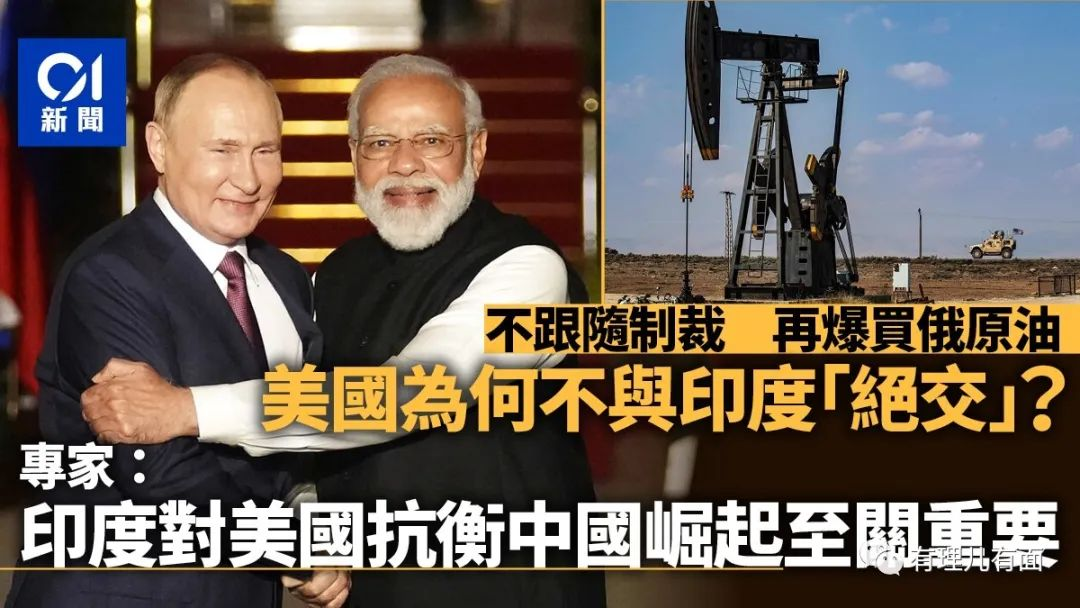 01
新聞
不跟隨制裁　再爆買俄原油
美國為何不與印度「絕交」？
專家：
印度對美國抗衡中國崛起至關重要
有理儿有面